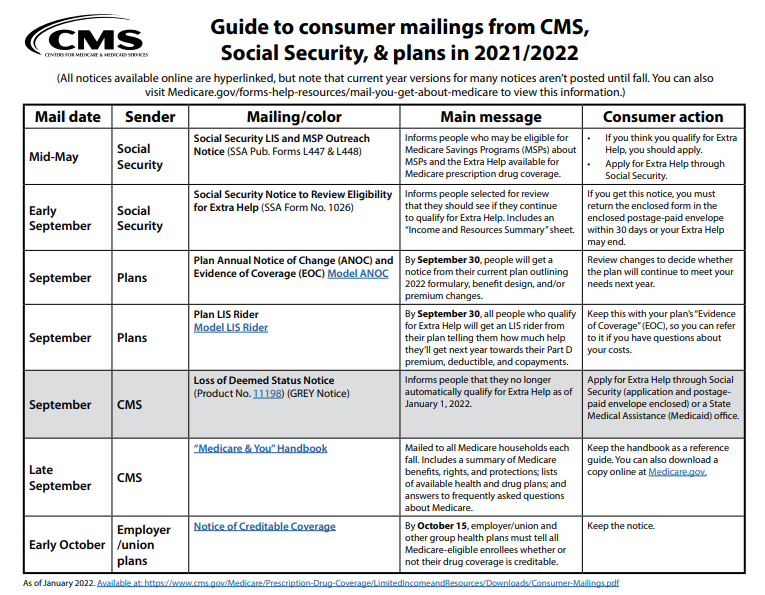 CMS
CENTERS FOR MEDICARE & MEDICAID SERVICES
Guide to consumer mailings from CMS,
Social Security, & plans in 2021/2022
(All notices available online are hyperlinked, but note that current year versions for many notices aren't posted until fall. You can also
visit Medicare.gov/forms-help-resources/mail-you-get-about-medicare to view this information.)
Mail date
Sender
Mailing/color
Main message
Consumer action
Mid-May
Social
Security
Social Security LIS and MSP Outreach
Notice (SSA Pub. Forms L447 & L448)
Informs people who may be eligible for
Medicare Savings Programs (MSPs) about
MSPs and the Extra Help available for
Medicare prescription drug coverage.
• If you think you qualify for Extra
Help, you should apply.
• Apply for Extra Help through
Social Security.
Early
September
Social
Security
Social Security Notice to Review Eligibility
for Extra Help (SSA Form No. 1026)
Informs people selected for review
that they should see if they continue
to qualify for Extra Help. Includes an
"Income and Resources Summary" sheet.
If you get this notice, you must
return the enclosed form in the
enclosed postage-paid envelope
within 30 days or your Extra Help
may end.
September
Plans
Plan Annual Notice of Change (ANOC) and
Evidence of Coverage (EOC) Model ANOC
By September 30, people will get a
notice from their current plan outlining
2022 formulary, benefit design, and/or
premium changes.
Review changes to decide whether
the plan will continue to meet your
needs next year.
September
Plans
Plan LIS Rider
Model LIS Rider
By September 30, all people who qualify
for Extra Help will get an LIS rider from
their plan telling them how much help
they'll get next year towards their Part D
premium, deductible, and copayments.
Keep this with your plan's "Evidence
of Coverage" (EOC), so you can refer
to it if you have questions about
your costs.
September
CMS
Loss of Deemed Status Notice
(Product No. 11198) (GREY Notice)
Informs people that they no longer
automatically qualify for Extra Help as of
January 1, 2022.
Apply for Extra Help through Social
Security (application and postage-
paid envelope enclosed) or a State
Medical Assistance (Medicaid) office.
Late
September
CMS
"Medicare & You" Handbook
Mailed to all Medicare households each
fall. Includes a summary of Medicare
benefits, rights, and protections; lists
of available health and drug plans; and
answers to frequently asked questions
about Medicare.
Keep the handbook as a reference
guide. You can also download a
copy online at Medicare.gov.
Early October
Employer
/union
plans
Notice of Creditable Coverage
By October 15, employer/union and
other group health plans must tell all
Medicare-eligible enrollees whether or
not their drug coverage is creditable.
Keep the notice.
As of January 2022. Available at: https://www.cms.gov/Medicare/Prescription-Drug-Coverage/LimitedIncomeandResources/Downloads/Consumer-Mailings.pdf